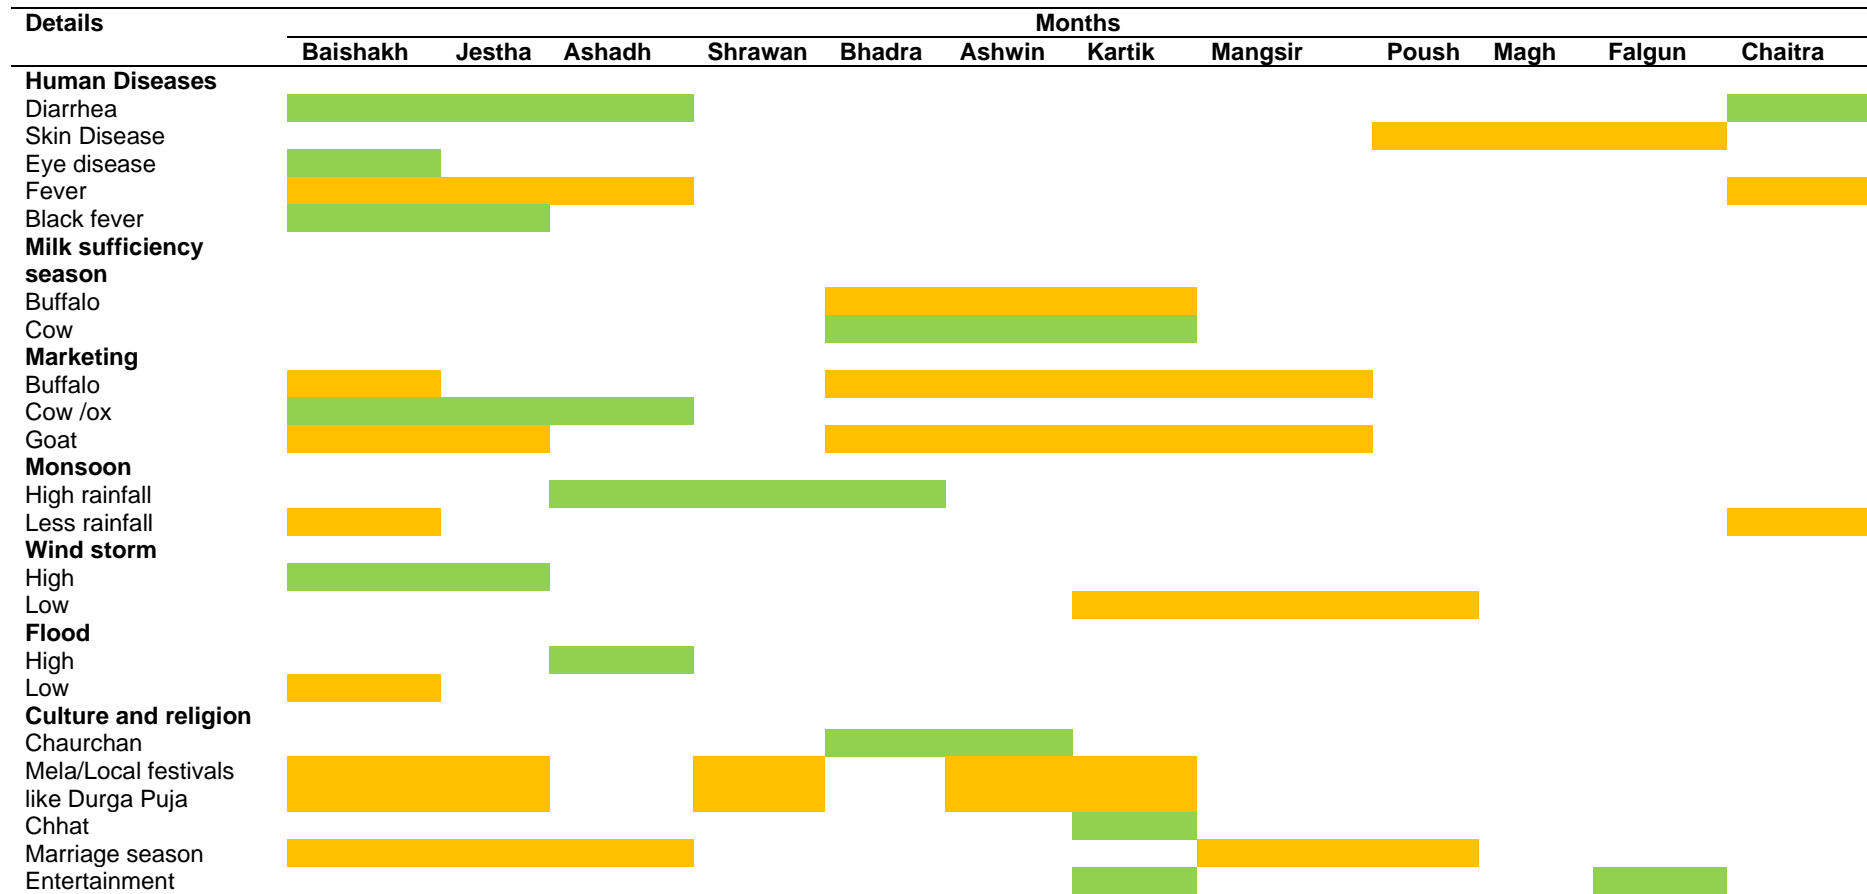 Details Months
Baishakh Jestha Ashadh Shrawan Bhadra Ashwin Kartik Mangsir Poush Magh Falgun Chaitra
Human Diseases
Diarrhea
Skin Disease
Eye disease
Fever
Black fever
Milk sufficiency
season
Buffalo
Cow
Marketing
Buffalo
Cow /ox
Goat
Monsoon
High rainfall
Less rainfall
Wind storm
High
Low
Flood
High
Low
Culture and religion
Chaurchan
Mela/Local festivals
like Durga Puja
Chhat
Marriage season
Entertainment